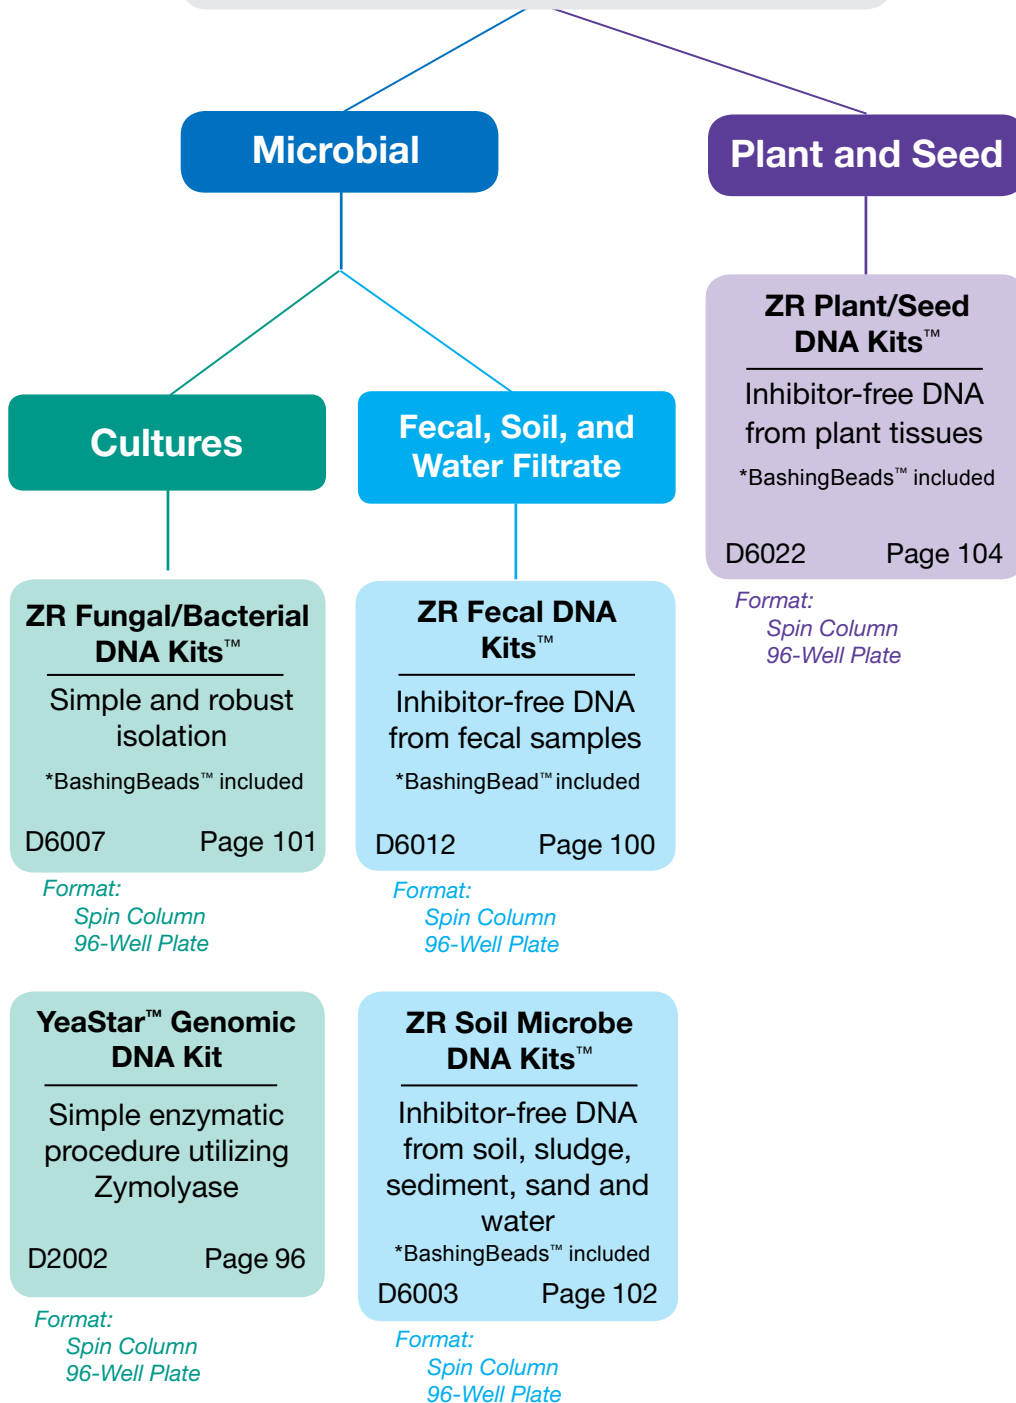 Microbial
Plant and Seed
ZR Plant/Seed
DNA Kits™
Inhibitor-free DNA
from plant tissues
*BashingBeads™ included
D6022 Page 104
Format:
Spin Column
96-Well Plate
Cultures
Fecal, Soil, and
Water Filtrate
ZR Fungal/Bacterial
DNA Kits™
Simple and robust
isolation
*BashingBeads™ included
D6007 Page 101
Format:
Spin Column
96-Well Plate
ZR Fecal DNA
Kits™
Inhibitor-free DNA
from fecal samples
*BashingBead™ included
D6012 Page 100
Format:
Spin Column
96-Well Plate
YeaStar™ Genomic
DNA Kit
Simple enzymatic
procedure utilizing
Zymolyase
D2002 Page 96
Format:
Spin Column
96-Well Plate
ZR Soil Microbe
DNA Kits™
Inhibitor-free DNA
from soil, sludge,
sediment, sand and
water
*BashingBeads™ included
D6003 Page 102
Format:
Spin Column
96-Well Plate